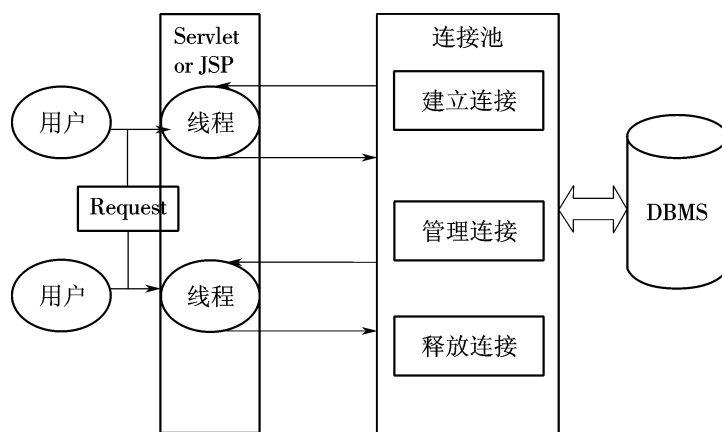 Servlet
or JSP
连接池
用户
线程
建立连接
Request
管理连接
DBMS
用户
线程
释放连接